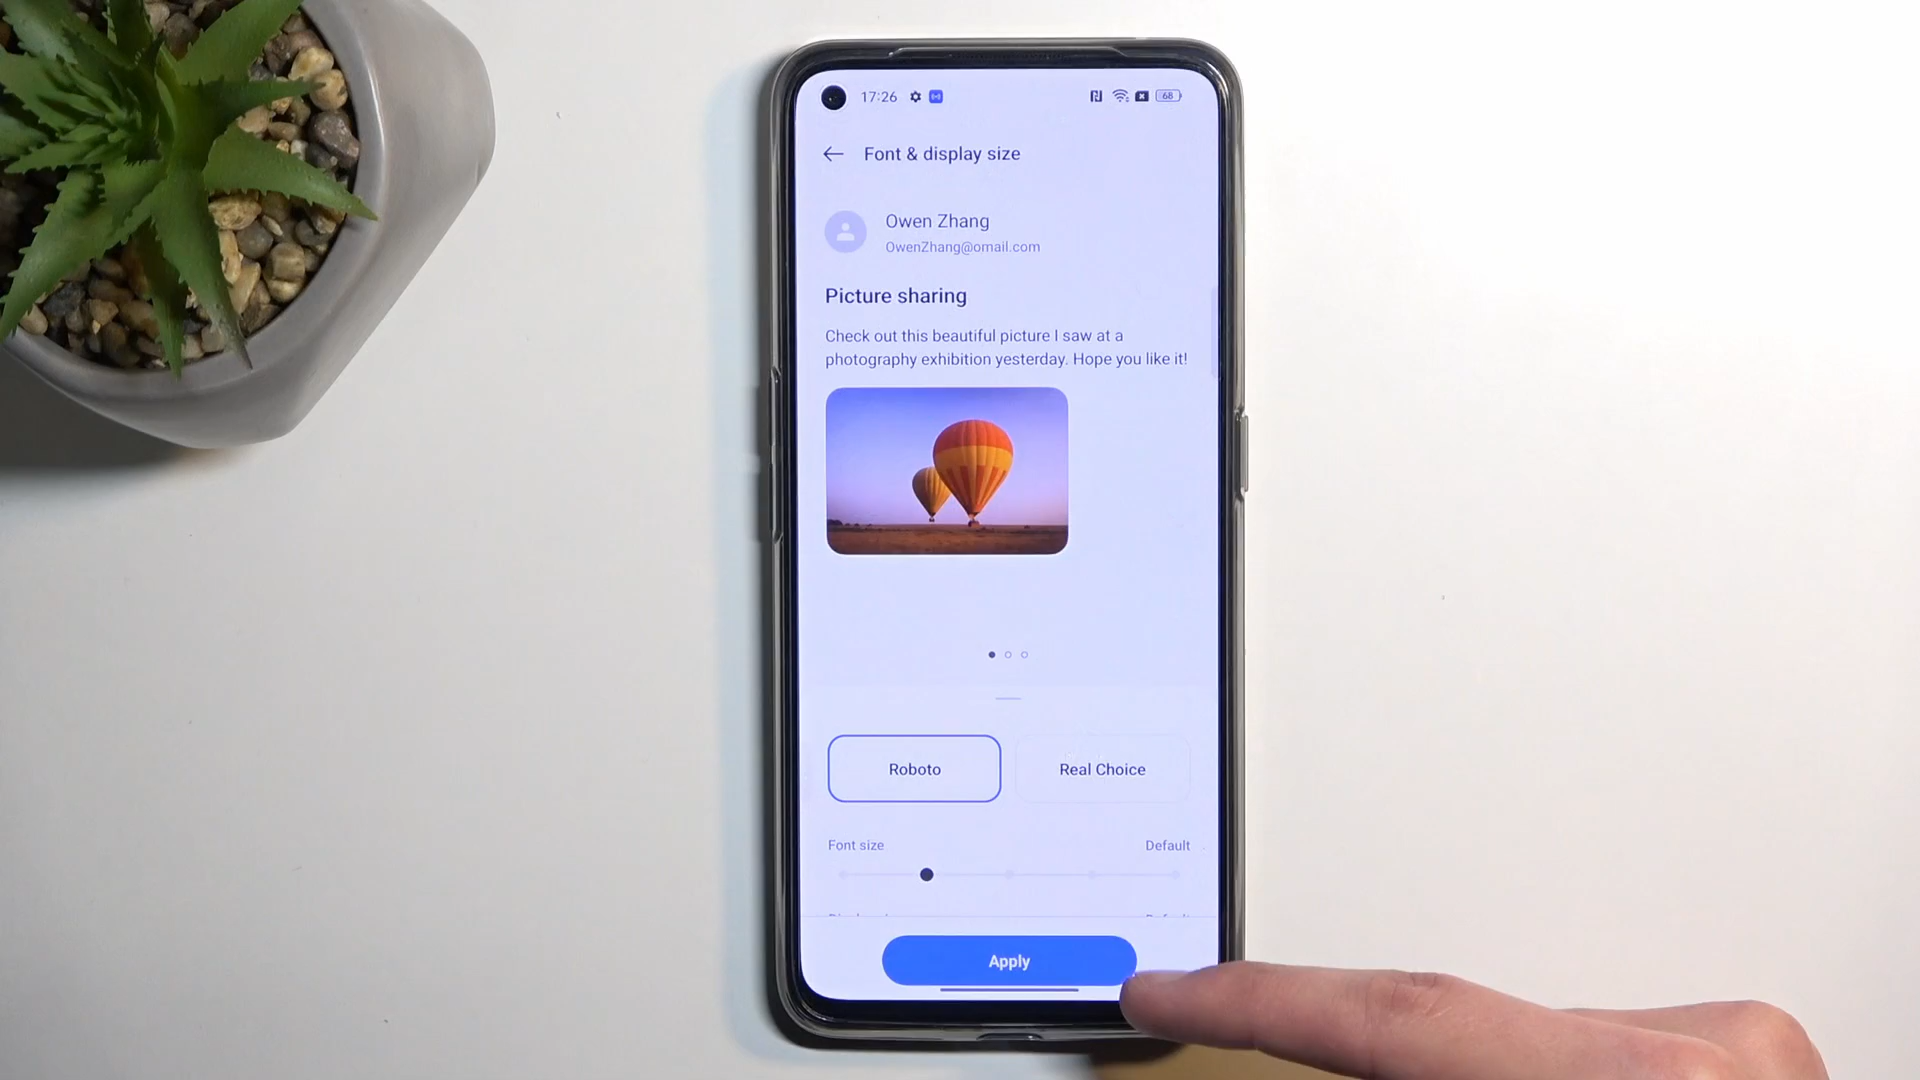 17:26
68
Font & display size
Owen Zhang
OwenZhang@omail.com
Picture sharing
Check out this beautiful picture I saw at a
photography exhibition yesterday. Hope you like it!
Roboto
Real Choice
Font size
Default
Apply